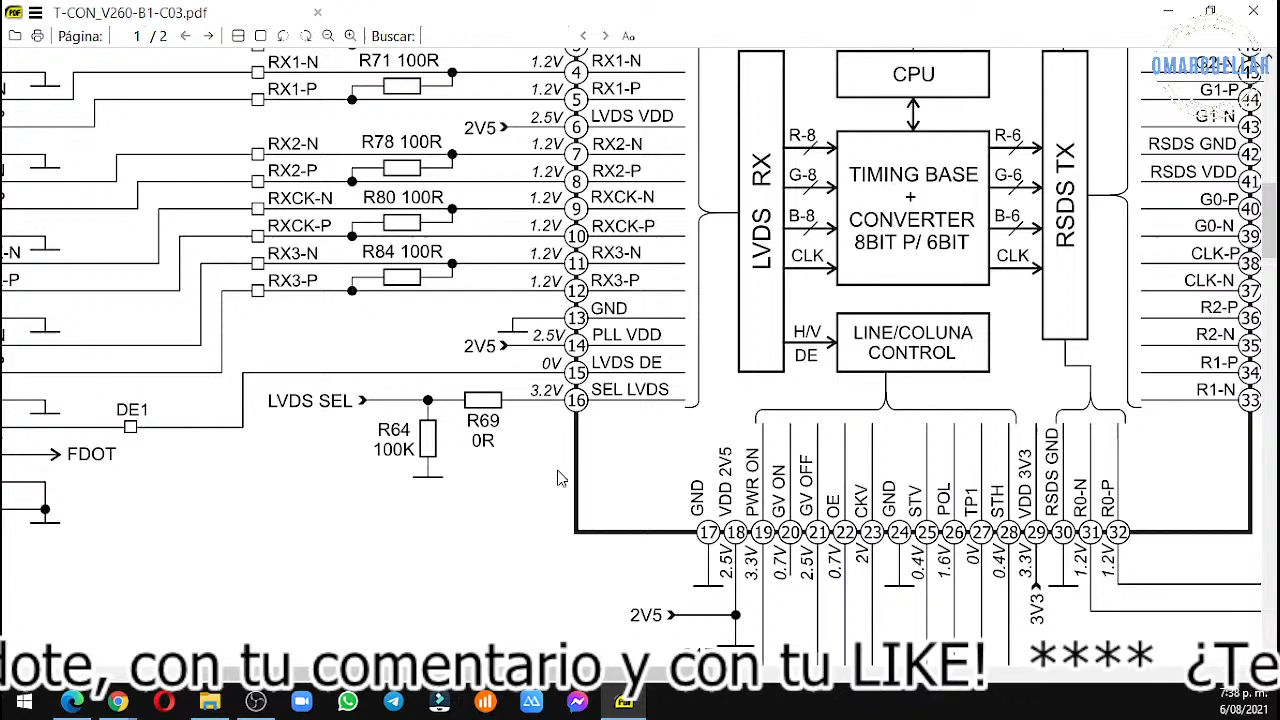 T-CON_V260-B1-C03.pdf
Página: 1 / 2 Buscar: Aa
OMARCUELLAR
RX1-N R71 100R 1.2V 4 RX1-N
RX1-P 1.2V 5 RX1-P
2V5 2.5V 6 LVDS VDD
RX2-N R78 100R 1.2V 7 RX2-N
RX2-P 1.2V 8 RX2-P
RXCK-N R80 100R 1.2V 9 RXCK-N
RXCK-P 1.2V 10 RXCK-P
RX3-N R84 100R 1.2V 11 RX3-N
RX3-P 1.2V 12 RX3-P
13 GND
2V5 2.5V 14 PLL VDD
0V 15 LVDS DE
LVDS SEL 3.2V 16 SEL LVDS
R69
0R
R64
100K
DE1
FDOT
LVDS RX
CPU
R-8
G-8
B-8
CLK
TIMING BASE
+
CONVERTER
8BIT P/ 6BIT
R-6
G-6
B-6
CLK
RSDS TX
H/V
DE
LINE/COLUNA
CONTROL
G1-P 44
G1-N 43
RSDS GND 42
RSDS VDD 41
G0-P 40
G0-N 39
CLK-P 38
CLK-N 37
R2-P 36
R2-N 35
R1-P 34
R1-N 33
GND 17
VDD 2V5 18 2.5V
PWR ON 19 3.3V
GV ON 20 0.7V
GV OFF 21 2.5V
OE 22 0.7V
CKV 23 2V
GND 24
STV 25 0.4V
POL 26 1.6V
TP1 27 0V
STH 28 0.4V
VDD 3V3 29 3.3V
RSDS GND 30
R0-N 31 1.2V
R0-P 32 1.2V
2V5
3V3
dote, con tu comentario y con tu LIKE! **** ¿Te
7:38 p. m.
6/08/2021